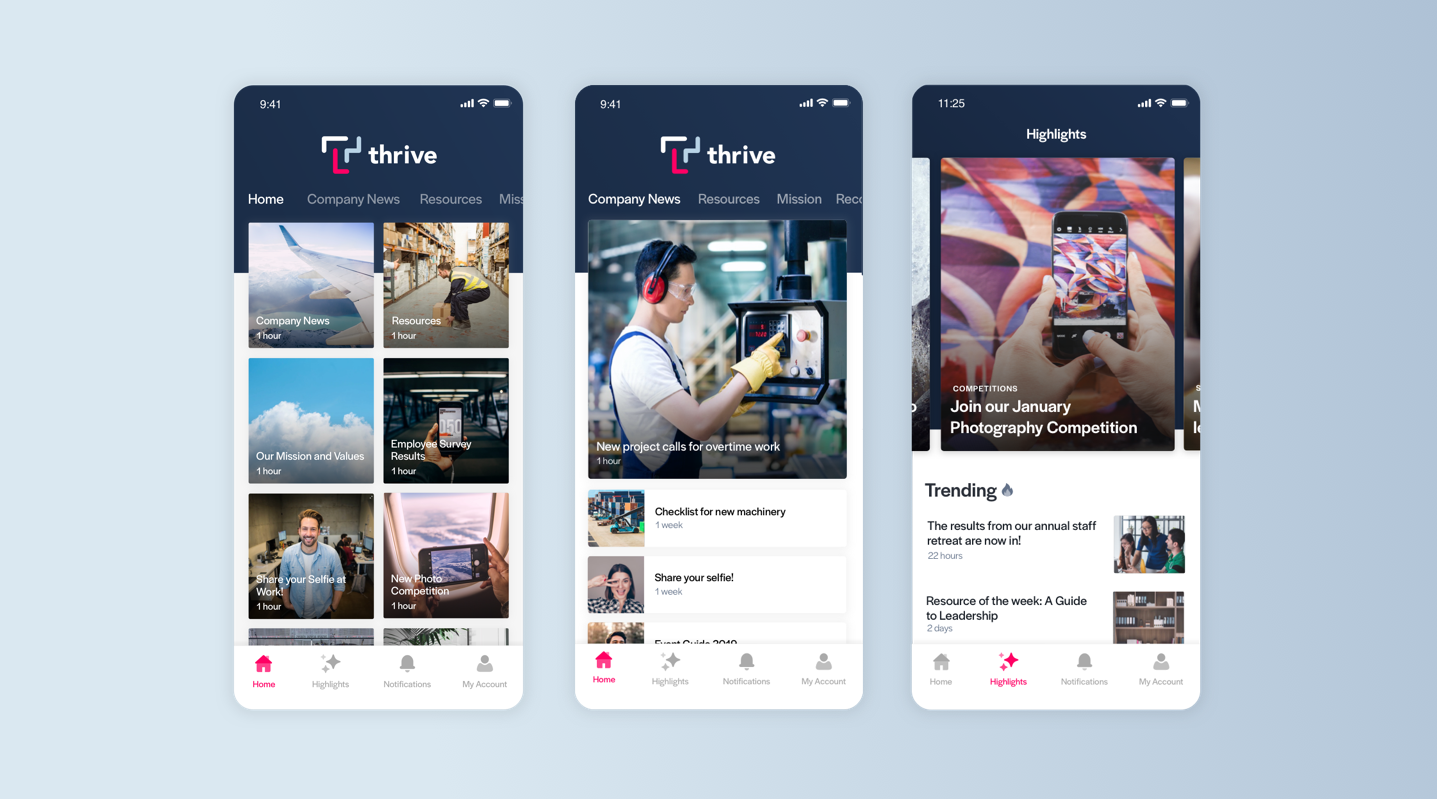 9:41
thrive
Home Company News Resources Miss
Company News
1 hour
Resources
1 hour
Our Mission and Values
1 hour
050
Employee Survey
Results
1 hour
Share your Selfie at
Work!
1 hour
New Photo
Competition
1 hour
Home Highlights Notifications My Account
9:41
thrive
Company News Resources Mission Reco
New project calls for overtime work
1 hour
Checklist for new machinery
1 week
Share your selfie!
1 week
Event Guide 2019
Home Highlights Notifications My Account
11:25
Highlights
COMPETITIONS
Join our January
Photography Competition
Trending
The results from our annual staff
retreat are now in!
22 hours
Resource of the week: A Guide
to Leadership
2 days
Home Highlights Notifications My Account